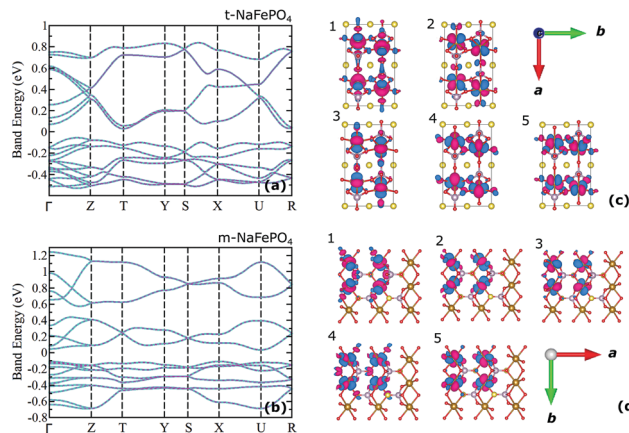 t-NaFePO4
Band Energy (eV)
1
0.8
0.6
0.4
0.2
0
-0.2
-0.4
Γ Z T Y S X U R
(a)
m-NaFePO4
Band Energy (eV)
1.2
1
0.8
0.6
0.4
0.2
0
-0.2
-0.4
-0.6
-0.8
Γ Z T Y S X U R
(b)
1 2
b
a
3 4 5
(c)
1 2 3
4 5
a
b